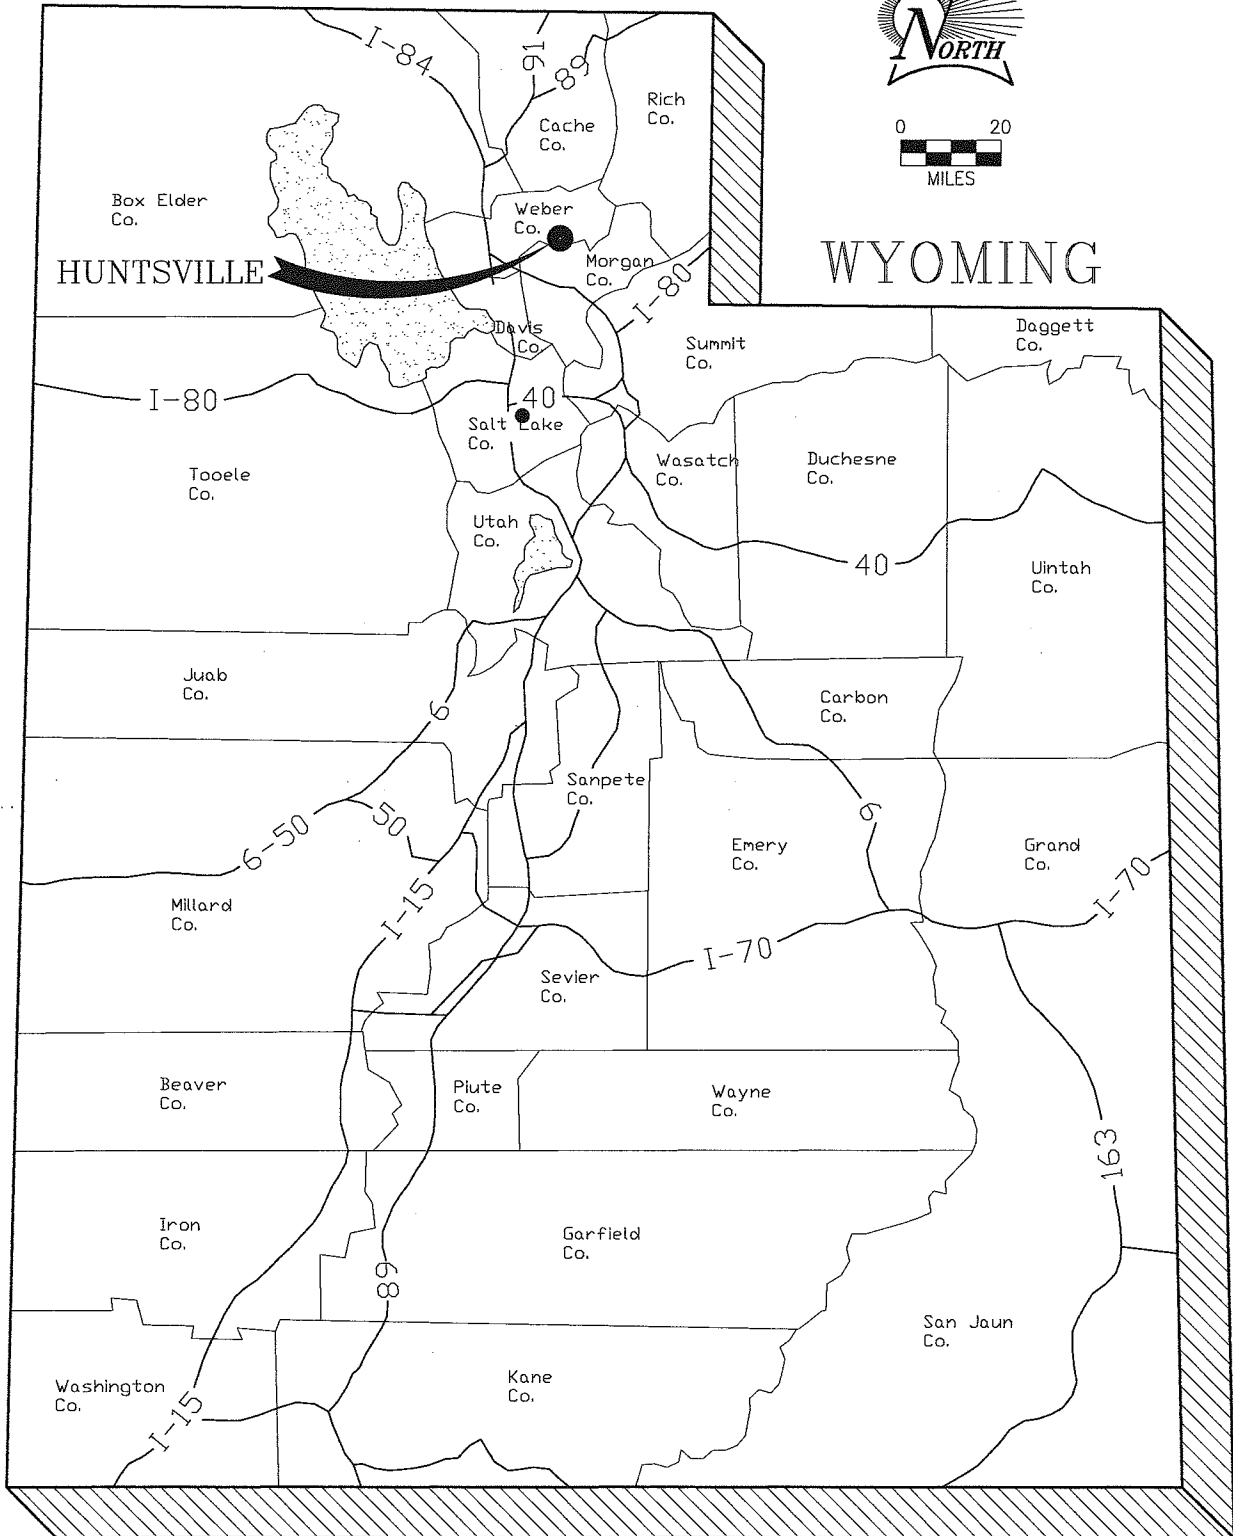 NORTH
0 20
MILES
WYOMING
HUNTSVILLE
I-84
91
89
Rich
Co.
Cache
Co.
Box Elder
Co.
Weber
Co.
Morgan
Co.
I-80
Davis
Co.
Summit
Co.
Daggett
Co.
I-80
40
Salt Lake
Co.
Tooele
Co.
Wasatch
Co.
Duchesne
Co.
Utah
Co.
40
Uintah
Co.
Juab
Co.
6
Carbon
Co.
Sanpete
Co.
6-50
50
6
Emery
Co.
Grand
Co.
I-70
Millard
Co.
I-15
I-70
Sevier
Co.
Beaver
Co.
Piute
Co.
Wayne
Co.
163
Iron
Co.
Garfield
Co.
89
San Jaun
Co.
Washington
Co.
I-15
Kane
Co.